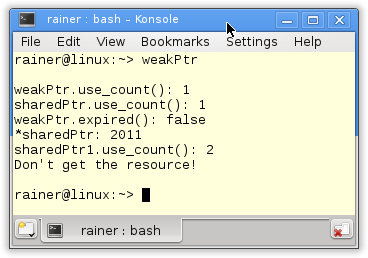 rainer : bash – Konsole
File Edit View Bookmarks Settings Help
rainer@linux:~> weakPtr
weakPtr.use_count(): 1
sharedPtr.use_count(): 1
weakPtr.expired(): false
*sharedPtr: 2011
sharedPtr1.use_count(): 2
Don't get the resource!
rainer@linux:~>
rainer : bash